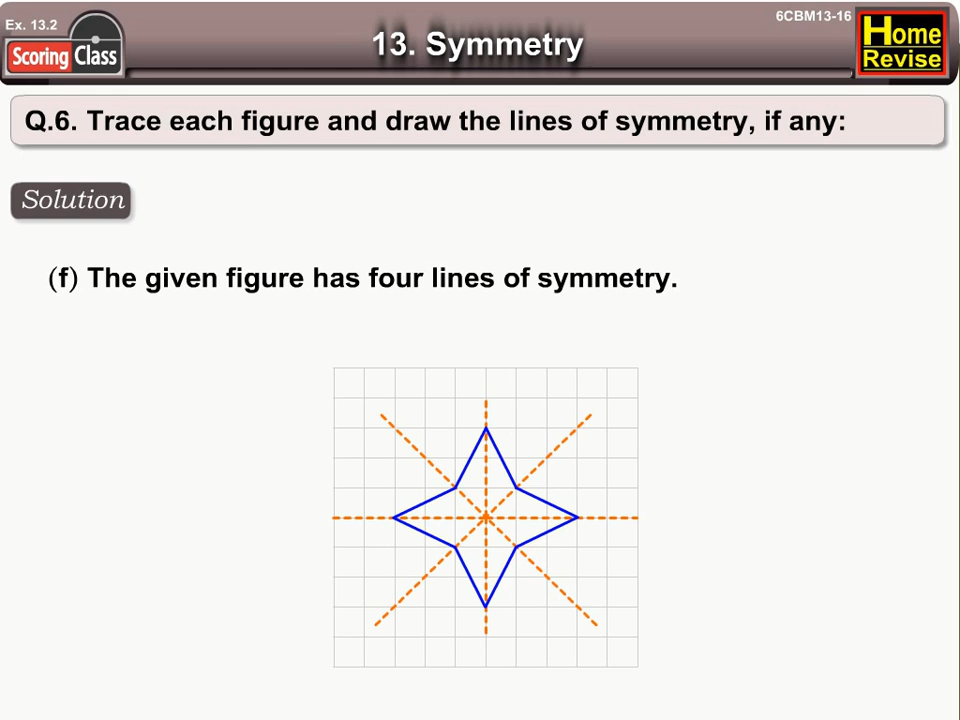 Ex. 13.2
Scoring Class
13. Symmetry
6CBM13-16
Home
Revise
Q.6. Trace each figure and draw the lines of symmetry, if any:
Solution
(f) The given figure has four lines of symmetry.